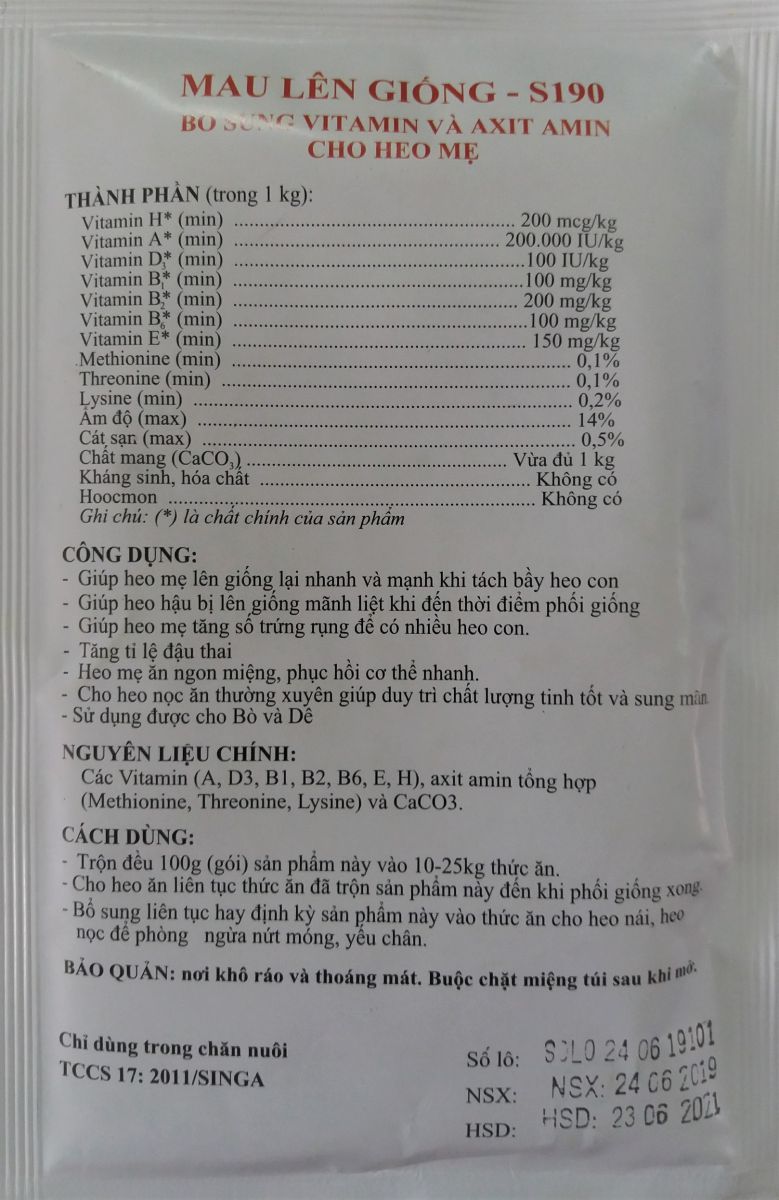 MAU LÊN GIỐNG - S190
BỔ SUNG VITAMIN VÀ AXIT AMIN
CHO HEO MẸ
THÀNH PHẦN (trong 1 kg):
Vitamin H* (min) ........ 200 mcg/kg
Vitamin A* (min) ........ 200.000 IU/kg
Vitamin D₃* (min) ........ 100 IU/kg
Vitamin B₁* (min) ........ 100 mg/kg
Vitamin B₂* (min) ........ 200 mg/kg
Vitamin B₆* (min) ........ 100 mg/kg
Vitamin E* (min) ........ 150 mg/kg
Methionine (min) ........ 0,1%
Threonine (min) ........ 0,1%
Lysine (min) ........ 0,2%
Ẩm độ (max) ........ 14%
Cát sạn (max) ........ 0,5%
Chất mang (CaCO₃) ........ Vừa đủ 1 kg
Kháng sinh, hóa chất ........ Không có
Hoocmon ........ Không có
Ghi chú: (*) là chất chính của sản phẩm
CÔNG DỤNG:
- Giúp heo mẹ lên giống lại nhanh và mạnh khi tách bầy heo con
- Giúp heo hậu bị lên giống mãnh liệt khi đến thời điểm phối giống
- Giúp heo mẹ tăng số trứng rụng để có nhiều heo con.
- Tăng tỉ lệ đậu thai
- Heo mẹ ăn ngon miệng, phục hồi cơ thể nhanh.
- Cho heo nọc ăn thường xuyên giúp duy trì chất lượng tinh tốt và sung mãn
- Sử dụng được cho Bò và Dê
NGUYÊN LIỆU CHÍNH:
Các Vitamin (A, D3, B1, B2, B6, E, H), axit amin tổng hợp
(Methionine, Threonine, Lysine) và CaCO3.
CÁCH DÙNG:
- Trộn đều 100g (gói) sản phẩm này vào 10-25kg thức ăn.
- Cho heo ăn liên tục thức ăn đã trộn sản phẩm này đến khi phối giống xong.
- Bổ sung liên tục hay định kỳ sản phẩm này vào thức ăn cho heo nái, heo
nọc để phòng ngừa nứt móng, yếu chân.
BẢO QUẢN: nơi khô ráo và thoáng mát. Buộc chặt miệng túi sau khi mở.
Chỉ dùng trong chăn nuôi
TCCS 17: 2011/SINGA
Số lô: SOLO 24 06 19101
NSX: NSX: 24 06 2019
HSD: HSD: 23 06 2021